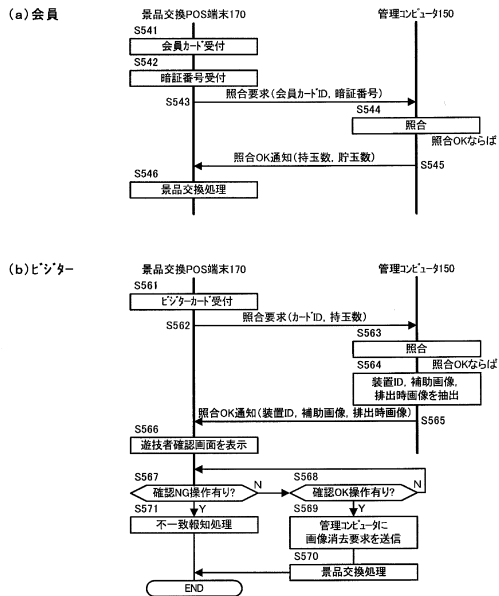 (a)会員
景品交換POS端末170
管理コンピュータ150
S541
会員カード受付
S542
暗証番号受付
照合要求(会員カードID, 暗証番号)
S543
S544
照合
照合OKならば
照合OK通知(持玉数, 貯玉数)
S545
S546
景品交換処理
(b)ビジター
景品交換POS端末170
管理コンピュータ150
S561
ビジターカード受付
照合要求(カードID, 持玉数)
S562
S563
照合
照合OKならば
S564
装置ID, 補助画像,
排出時画像を抽出
照合OK通知(装置ID, 補助画像, 排出時画像)
S565
S566
遊技者確認画面を表示
S567
確認NG操作有り?
N
S568
確認OK操作有り?
N
Y
Y
S571
不一致報知処理
S569
管理コンピュータに
画像消去要求を送信
S570
景品交換処理
END